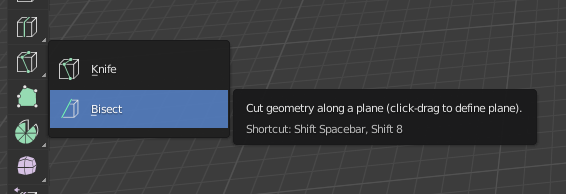 Knife
Bisect
Cut geometry along a plane (click-drag to define plane).
Shortcut: Shift Spacebar, Shift 8